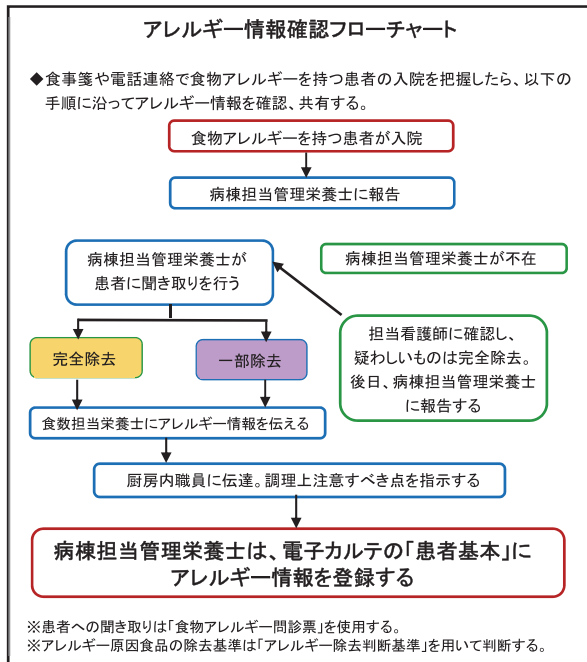 アレルギー情報確認フローチャート
◆食事箋や電話連絡で食物アレルギーを持つ患者の入院を把握したら、以下の
手順に沿ってアレルギー情報を確認、共有する。
食物アレルギーを持つ患者が入院
病棟担当管理栄養士に報告
病棟担当管理栄養士が
患者に聞き取りを行う
病棟担当管理栄養士が不在
担当看護師に確認し、
疑わしいものは完全除去。
後日、病棟担当管理栄養士
に報告する
完全除去
一部除去
食数担当栄養士にアレルギー情報を伝える
厨房内職員に伝達。調理上注意すべき点を指示する
病棟担当管理栄養士は、電子カルテの「患者基本」に
アレルギー情報を登録する
※患者への聞き取りは「食物アレルギー問診票」を使用する。
※アレルギー原因食品の除去基準は「アレルギー除去判断基準」を用いて判断する。